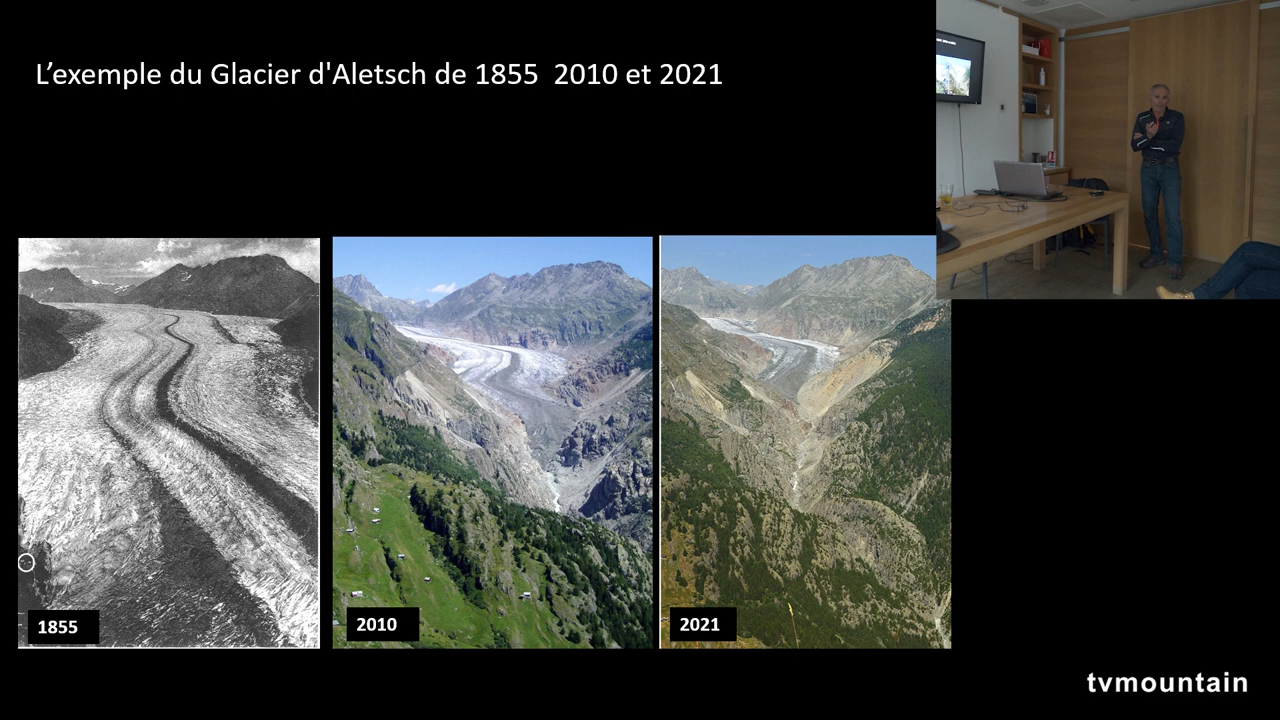 L’exemple du Glacier d'Aletsch de 1855  2010 et 2021
1855
2010
2021
tvmountain